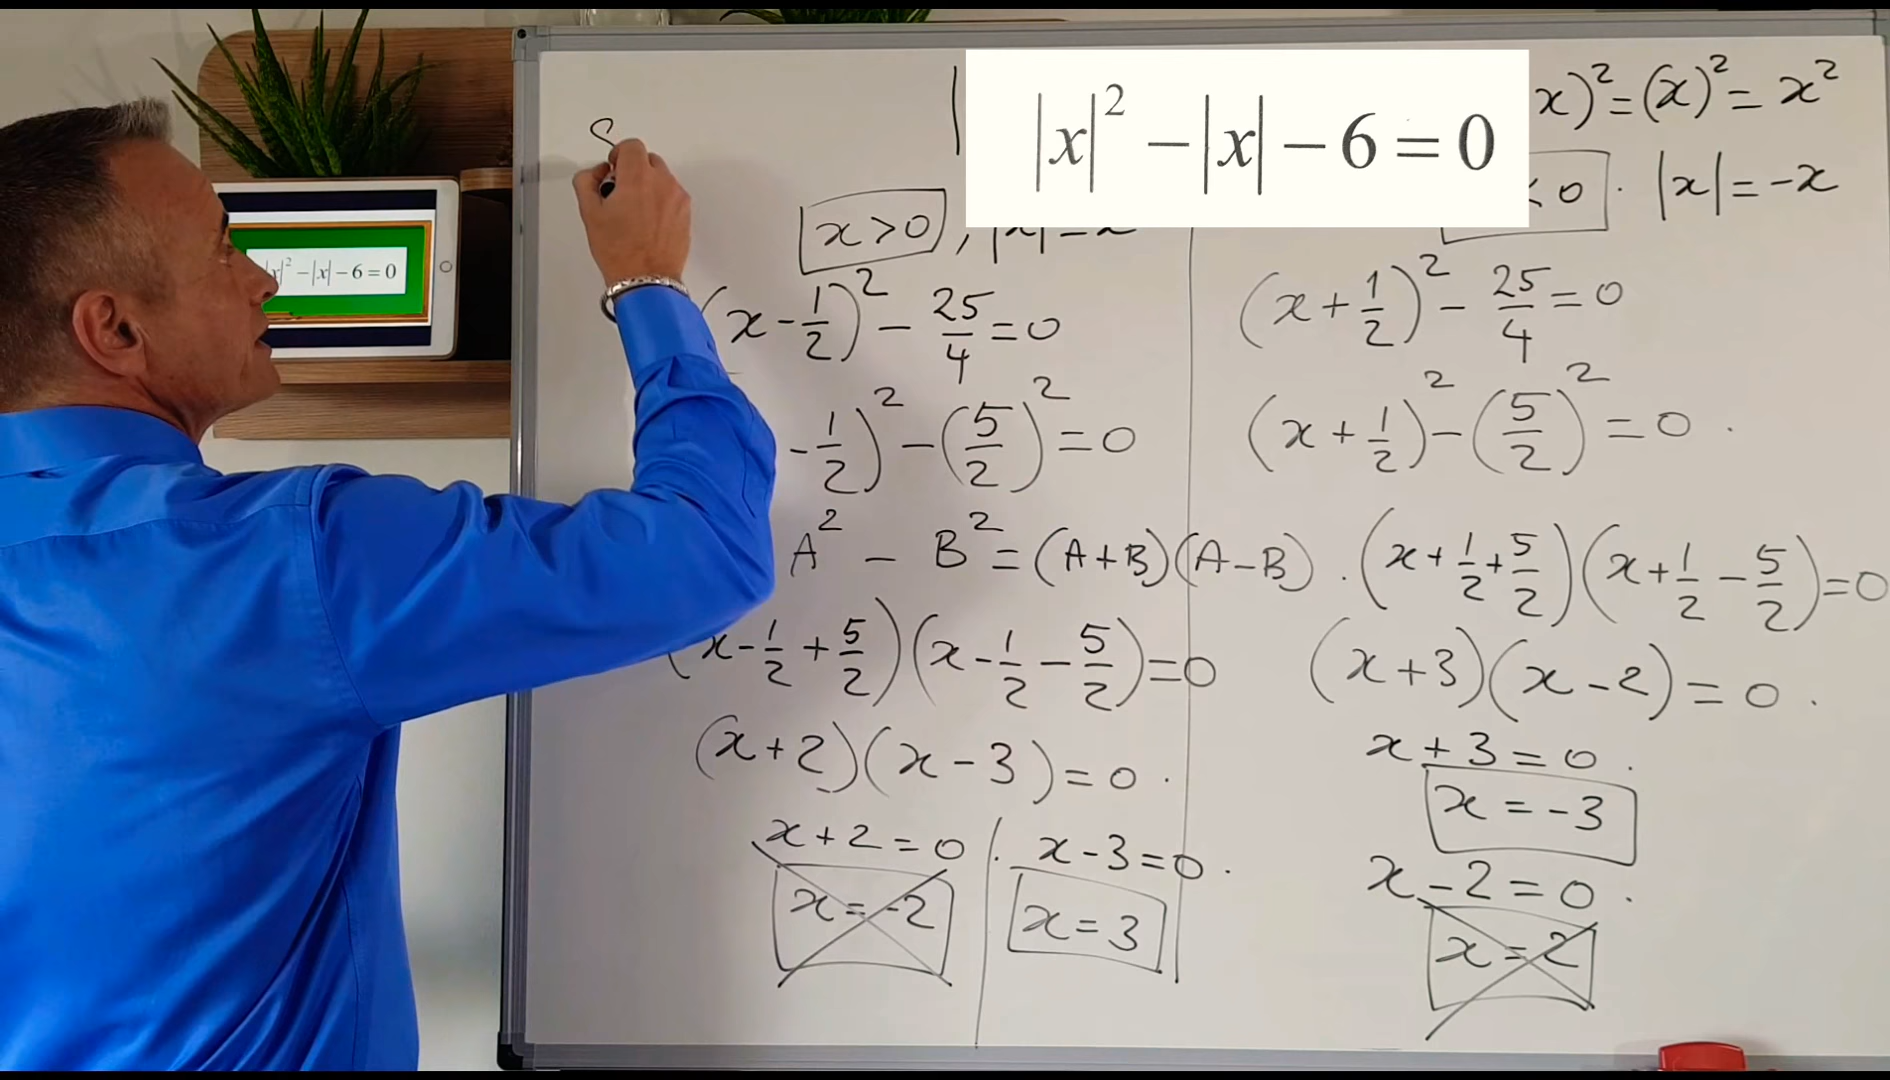 |x|² − |x| − 6 = 0
x)² = (x)² = x²
S
|x|² − |x| − 6 = 0
x > 0 ,
< 0 . |x| = -x
(x - 1/2)² - 25/4 = 0
- 1/2)² - (5/2)² = 0
A² - B² = (A+B)(A-B) .
(x - 1/2 + 5/2)(x - 1/2 - 5/2) = 0
(x+2)(x-3) = 0 .
x+2 = 0 . x-3 = 0 .
x = -2 x = 3
(x + 1/2)² - 25/4 = 0
(x + 1/2)² - (5/2)² = 0 .
(x + 1/2 + 5/2)(x + 1/2 - 5/2) = 0
(x+3)(x-2) = 0 .
x+3 = 0 .
x = -3
x-2 = 0 .
x = 2